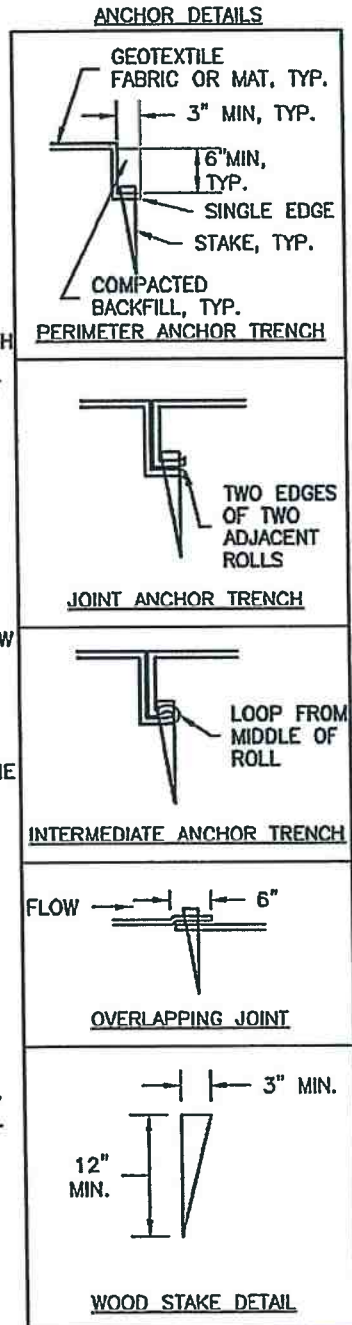 ANCHOR DETAILS
GEOTEXTILE
FABRIC OR MAT, TYP.
3" MIN, TYP.
6"MIN,
TYP.
SINGLE EDGE
STAKE, TYP.
COMPACTED
BACKFILL, TYP.
PERIMETER ANCHOR TRENCH
H
TWO EDGES
OF TWO
ADJACENT
ROLLS
JOINT ANCHOR TRENCH
W
LOOP FROM
MIDDLE OF
ROLL
IE
INTERMEDIATE ANCHOR TRENCH
FLOW
6"
OVERLAPPING JOINT
3" MIN.
12"
MIN.
WOOD STAKE DETAIL